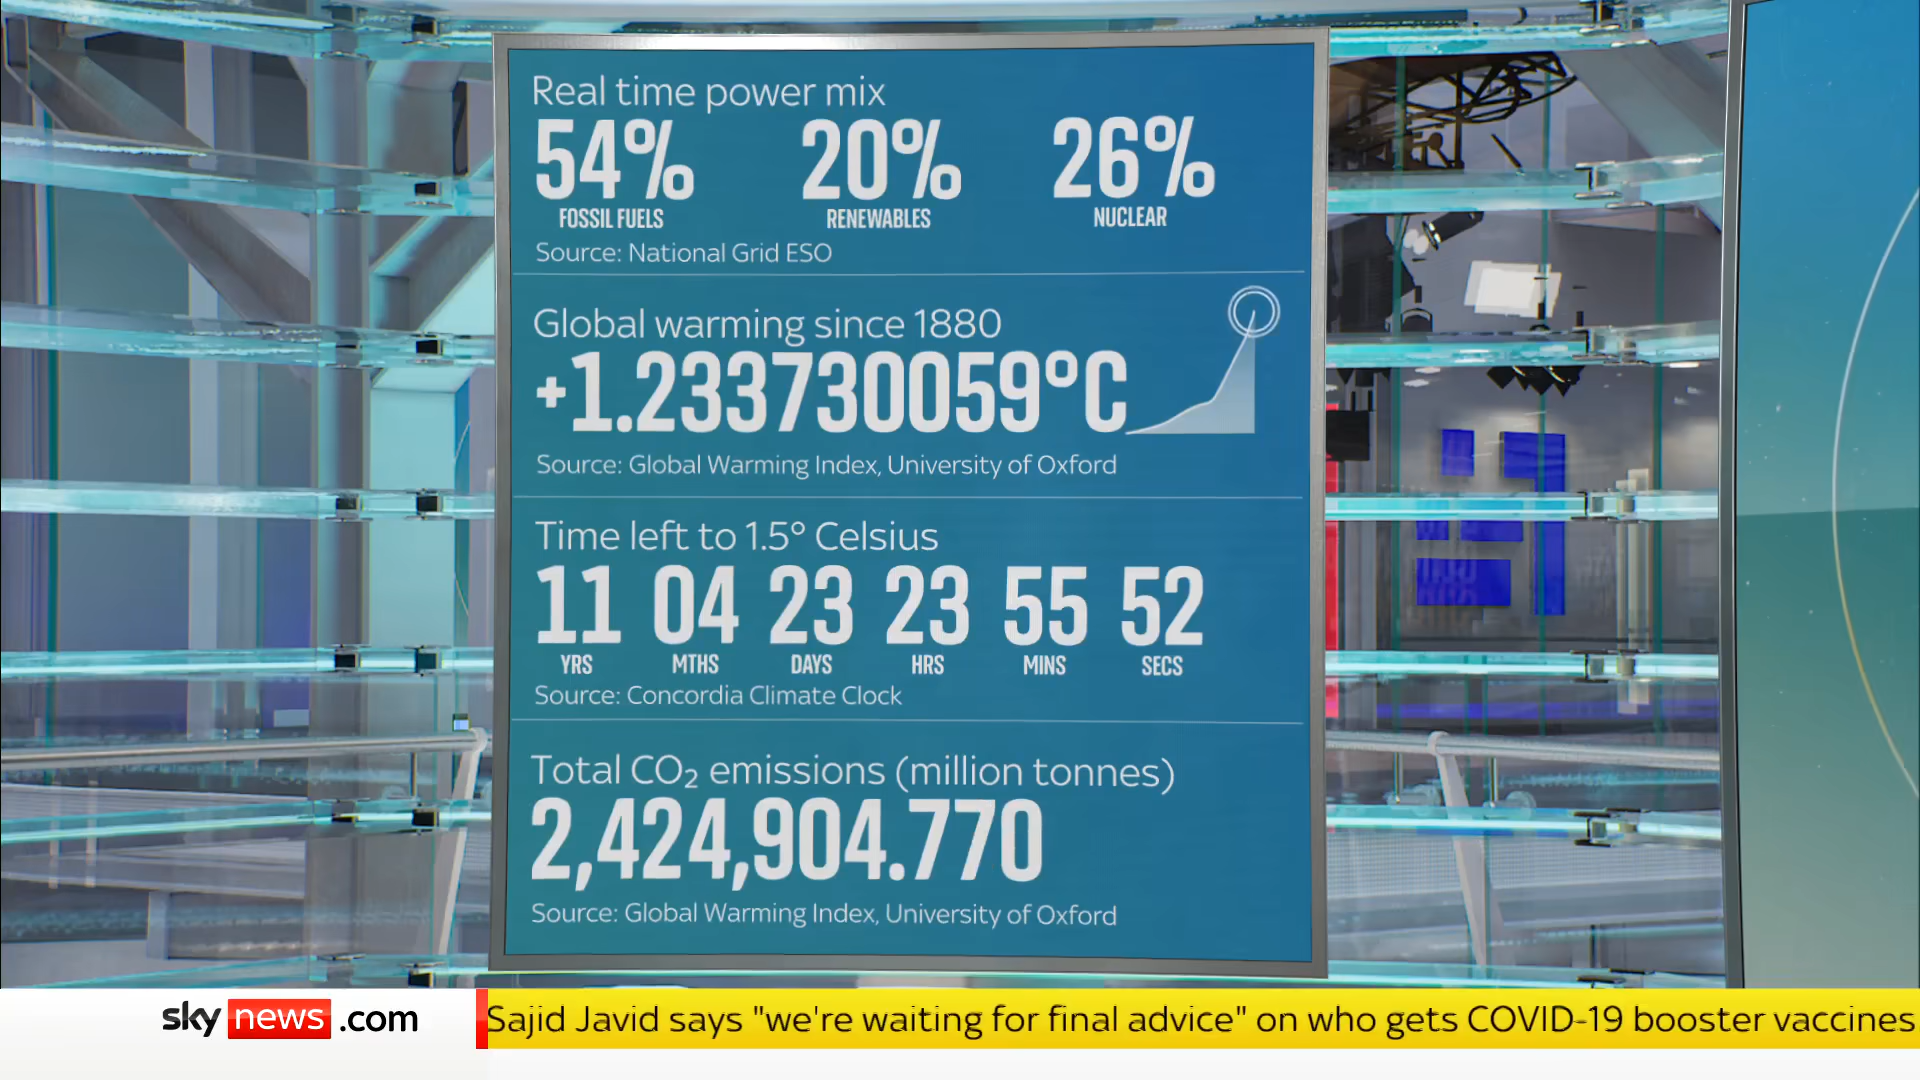 Real time power mix
54% 20% 26%
FOSSIL FUELS RENEWABLES NUCLEAR
Source: National Grid ESO
Global warming since 1880
+1.233730059°C
Source: Global Warming Index, University of Oxford
Time left to 1.5° Celsius
11 04 23 23 55 52
YRS MTHS DAYS HRS MINS SECS
Source: Concordia Climate Clock
Total CO₂ emissions (million tonnes)
2,424,904.770
Source: Global Warming Index, University of Oxford
sky news .com
Sajid Javid says "we're waiting for final advice" on who gets COVID-19 booster vaccines